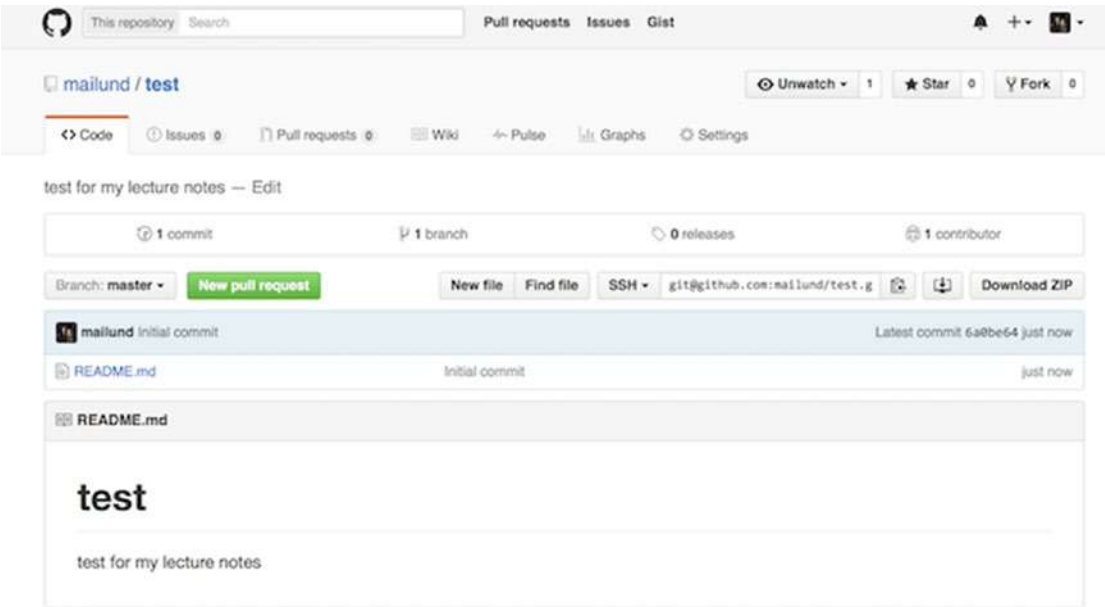 This repository Search Pull requests Issues Gist
mailund / test Unwatch 1 Star 0 Fork 0
Code Issues 0 Pull requests 0 Wiki Pulse Graphs Settings
test for my lecture notes — Edit
1 commit 1 branch 0 releases 1 contributor
Branch: master New pull request New file Find file SSH git@github.com:mailund/test.g Download ZIP
mailund Initial commit Latest commit 6a0be64 just now
README.md Initial commit just now
README.md
test
test for my lecture notes